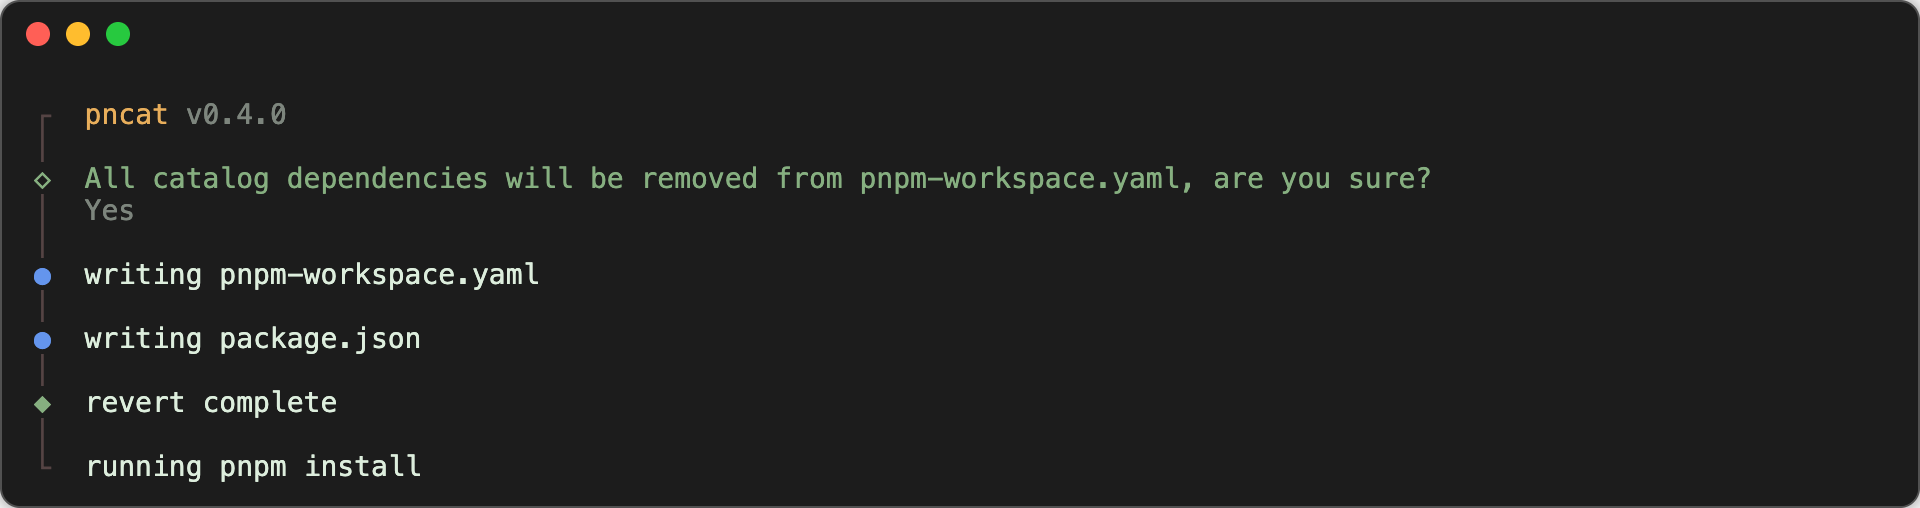 pncat v0.4.0
All catalog dependencies will be removed from pnpm-workspace.yaml, are you sure?
Yes
writing pnpm-workspace.yaml
writing package.json
revert complete
running pnpm install